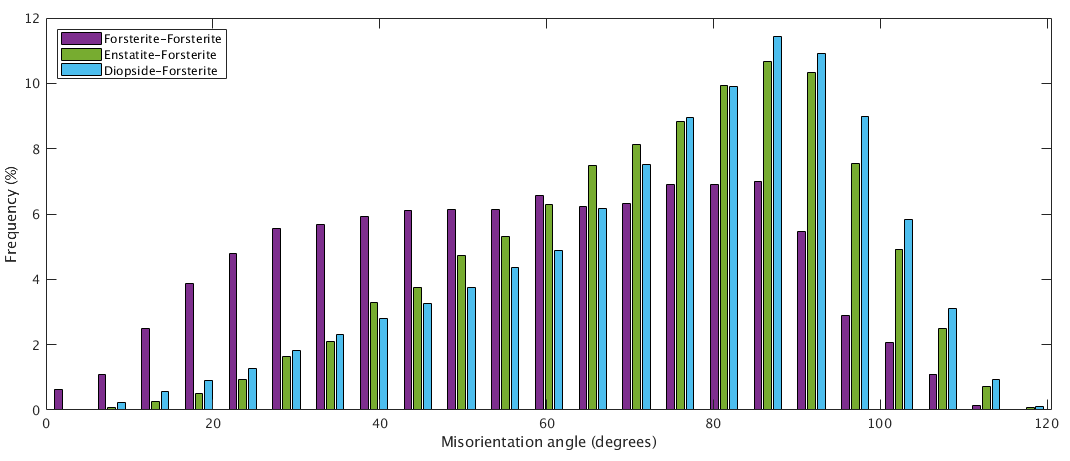 12
10
8
6
4
2
0
Frequency (%)
Forsterite-Forsterite
Enstatite-Forsterite
Diopside-Forsterite
0 20 40 60 80 100 120
Misorientation angle (degrees)